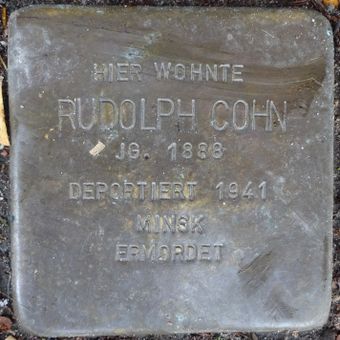 HIER WOHNTE
RUDOLPH COHN
JG. 1888
DEPORTIERT 1941
MINSK
ERMORDET